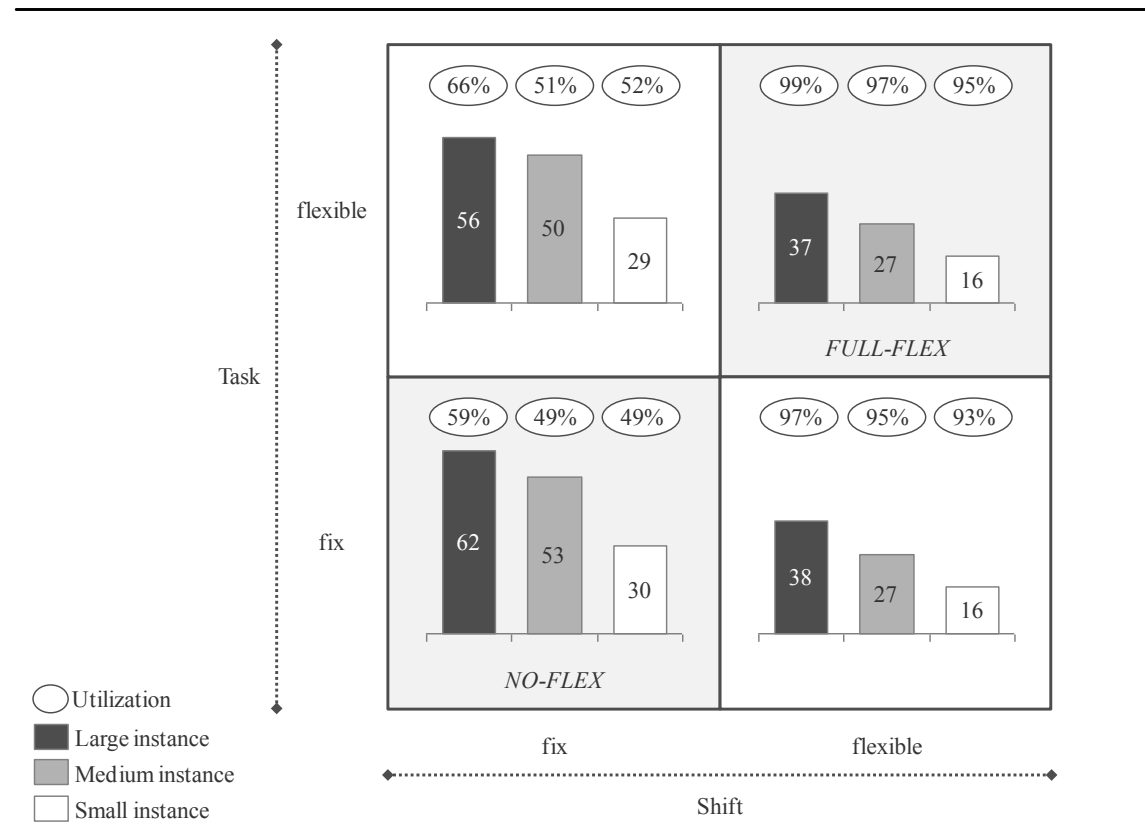 66% 51% 52% 99% 97% 95%
flexible
56 50 29 37 27 16
FULL-FLEX
Task
59% 49% 49% 97% 95% 93%
fix
62 53 30 38 27 16
NO-FLEX
Utilization
Large instance
Medium instance
Small instance
fix flexible
Shift